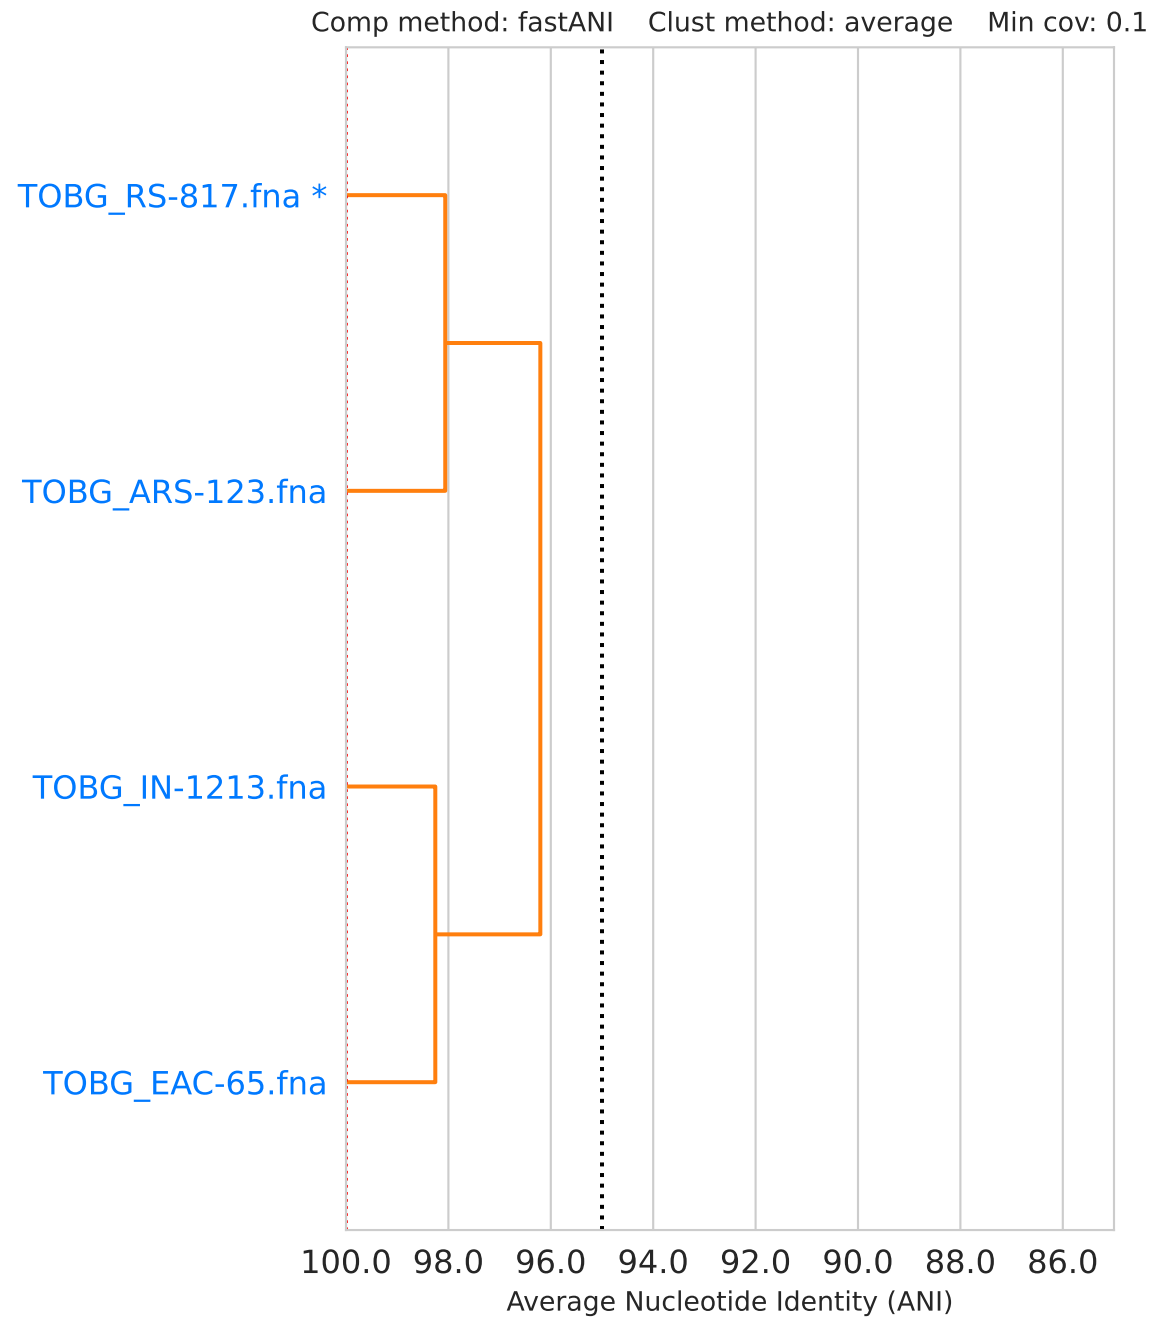 Comp method: fastANI    Clust method: average    Min cov: 0.1
TOBG_RS-817.fna *
TOBG_ARS-123.fna
TOBG_IN-1213.fna
TOBG_EAC-65.fna
100.0 98.0 96.0 94.0 92.0 90.0 88.0 86.0
Average Nucleotide Identity (ANI)